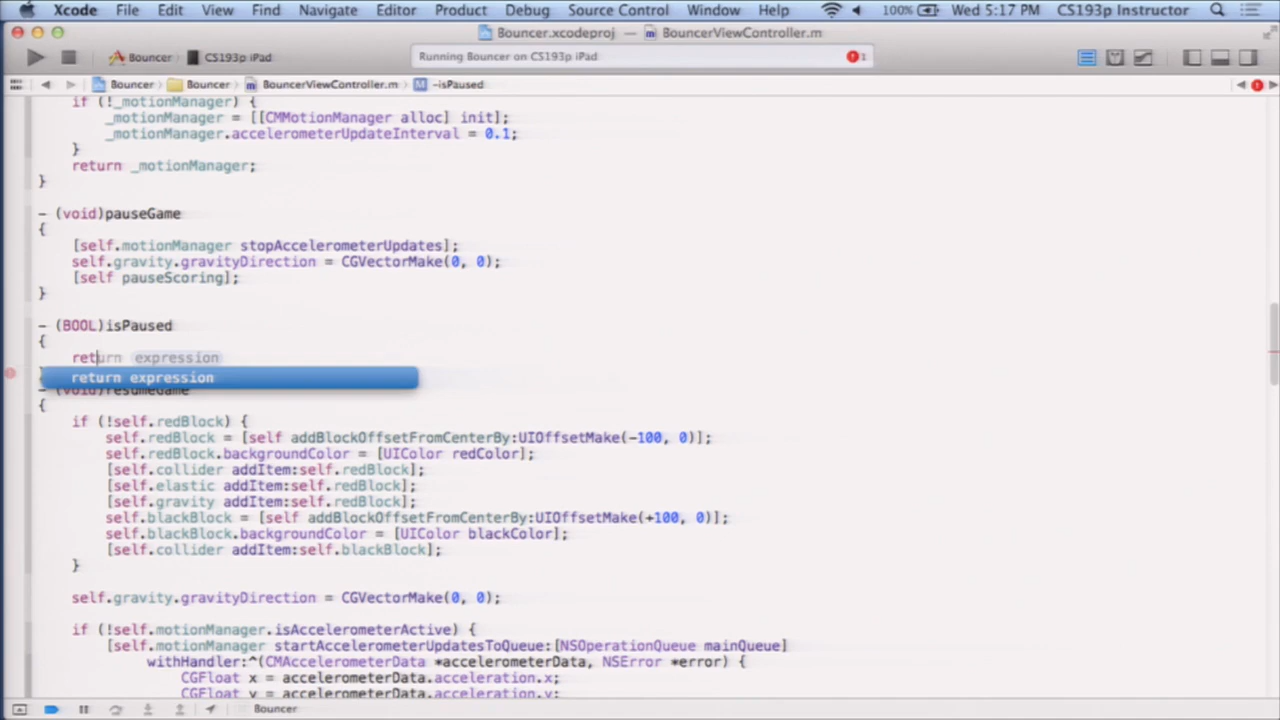 Xcode File Edit View Find Navigate Editor Product Debug Source Control Window Help 100% Wed 5:17 PM CS193p Instructor
Bouncer.xcodeproj — BouncerViewController.m
Bouncer CS193p iPad Running Bouncer on CS193p iPad 1
Bouncer Bouncer BouncerViewController.m M -isPaused
if (!_motionManager) {
_motionManager = [[CMMotionManager alloc] init];
_motionManager.accelerometerUpdateInterval = 0.1;
}
return _motionManager;
}
- (void)pauseGame
{
[self.motionManager stopAccelerometerUpdates];
self.gravity.gravityDirection = CGVectorMake(0, 0);
[self pauseScoring];
}
- (BOOL)isPaused
{
return expression
return expression
- (void)resumeGame
{
if (!self.redBlock) {
self.redBlock = [self addBlockOffsetFromCenterBy:UIOffsetMake(-100, 0)];
self.redBlock.backgroundColor = [UIColor redColor];
[self.collider addItem:self.redBlock];
[self.elastic addItem:self.redBlock];
[self.gravity addItem:self.redBlock];
self.blackBlock = [self addBlockOffsetFromCenterBy:UIOffsetMake(+100, 0)];
self.blackBlock.backgroundColor = [UIColor blackColor];
[self.collider addItem:self.blackBlock];
}
self.gravity.gravityDirection = CGVectorMake(0, 0);
if (!self.motionManager.isAccelerometerActive) {
[self.motionManager startAccelerometerUpdatesToQueue:[NSOperationQueue mainQueue]
withHandler:^(CMAccelerometerData *accelerometerData, NSError *error) {
CGFloat x = accelerometerData.acceleration.x;
CGFloat y = accelerometerData.acceleration.y;
Bouncer